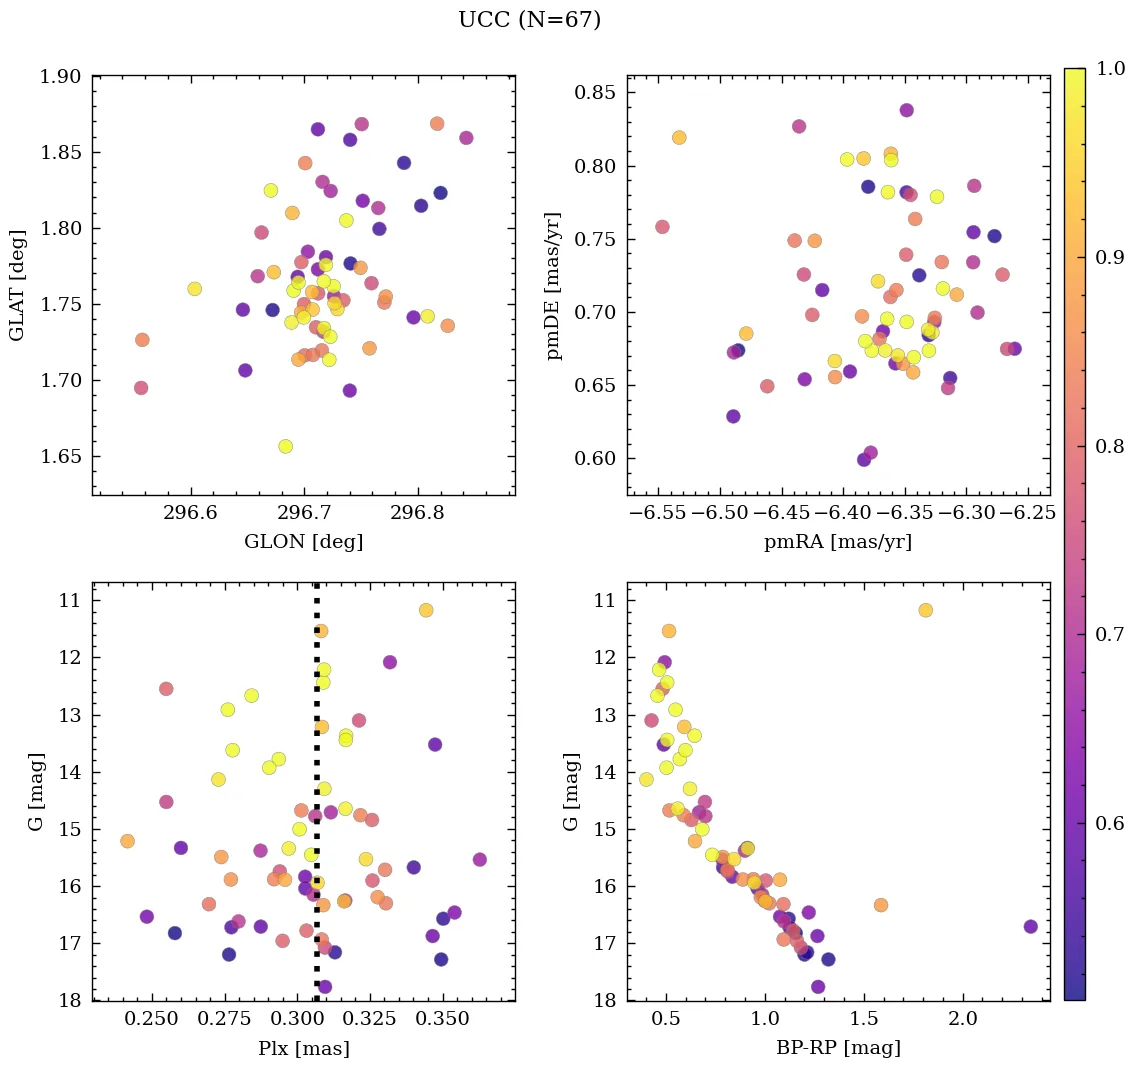 UCC (N=67)
1.90
1.85
1.80
1.75
1.70
1.65
GLAT [deg]
296.6 296.7 296.8
GLON [deg]
0.85
0.80
0.75
0.70
0.65
0.60
pmDE [mas/yr]
−6.55 −6.50 −6.45 −6.40 −6.35 −6.30 −6.25
pmRA [mas/yr]
11
12
13
14
15
16
17
18
G [mag]
0.250 0.275 0.300 0.325 0.350
Plx [mas]
11
12
13
14
15
16
17
18
G [mag]
0.5 1.0 1.5 2.0
BP-RP [mag]
1.0
0.9
0.8
0.7
0.6